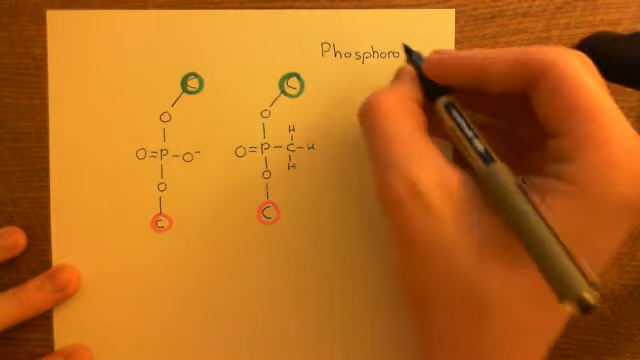 Phosphoro
C C
O O
H
O=P-O⁻ O=P-C-H
H
O O
C C